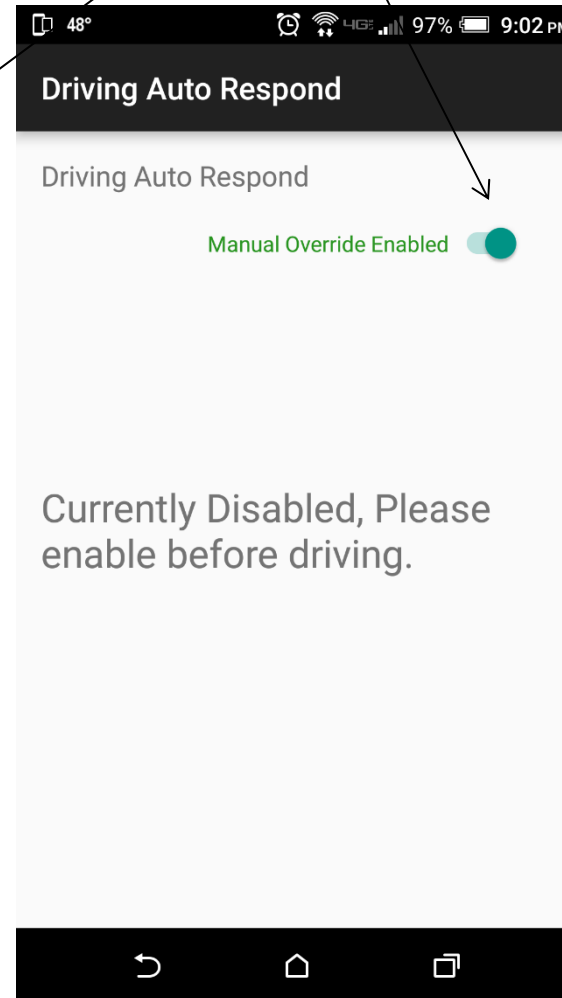 48° 4G 97% 9:02 PM
Driving Auto Respond
Driving Auto Respond
Manual Override Enabled
Currently Disabled, Please
enable before driving.